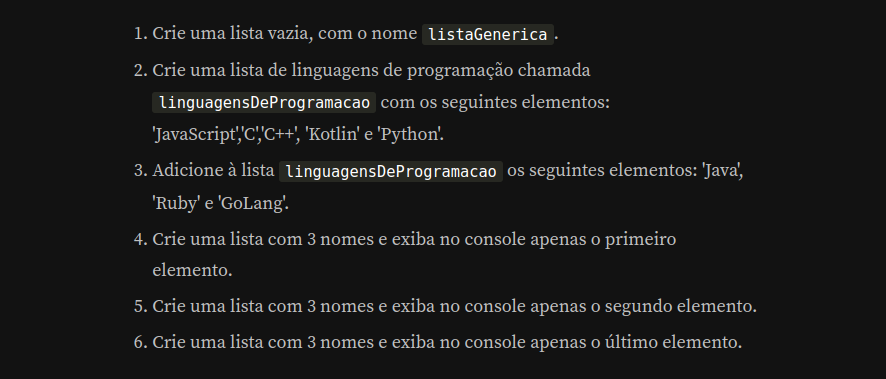 1. Crie uma lista vazia, com o nome listaGenerica.
2. Crie uma lista de linguagens de programação chamada
linguagensDeProgramacao com os seguintes elementos:
'JavaScript','C','C++', 'Kotlin' e 'Python'.
3. Adicione à lista linguagensDeProgramacao os seguintes elementos: 'Java',
'Ruby' e 'GoLang'.
4. Crie uma lista com 3 nomes e exiba no console apenas o primeiro
elemento.
5. Crie uma lista com 3 nomes e exiba no console apenas o segundo elemento.
6. Crie uma lista com 3 nomes e exiba no console apenas o último elemento.